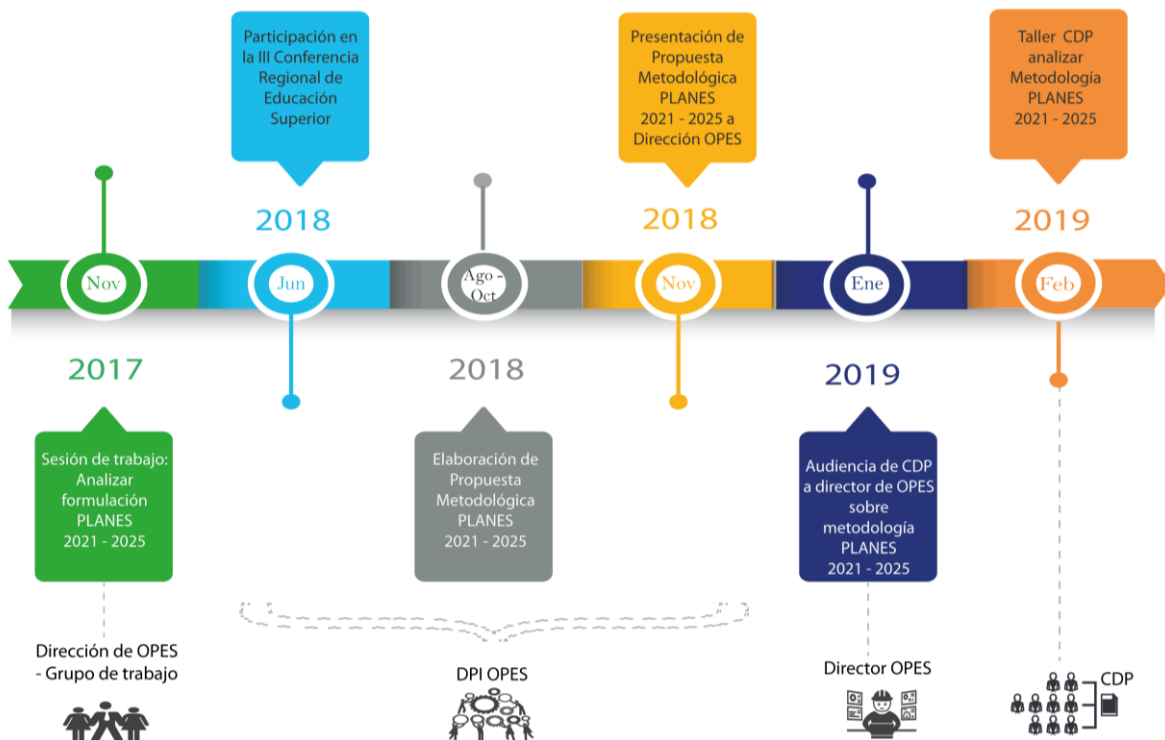 Participación en
la III Conferencia
Regional de
Educación
Superior
Presentación de
Propuesta
Metodológica
PLANES
2021 - 2025 a
Dirección OPES
Taller CDP
analizar
Metodología
PLANES
2021 - 2025
2018
2018
2019
Nov
Jun
Ago -
Oct
Nov
Ene
Feb
2017
2018
2019
Sesión de trabajo:
Analizar
formulación
PLANES
2021 - 2025
Elaboración de
Propuesta
Metodológica
PLANES
2021 - 2025
Audiencia de CDP
a director de OPES
sobre
metodología
PLANES
2021 - 2025
Dirección de OPES
- Grupo de trabajo
DPI OPES
Director OPES
CDP